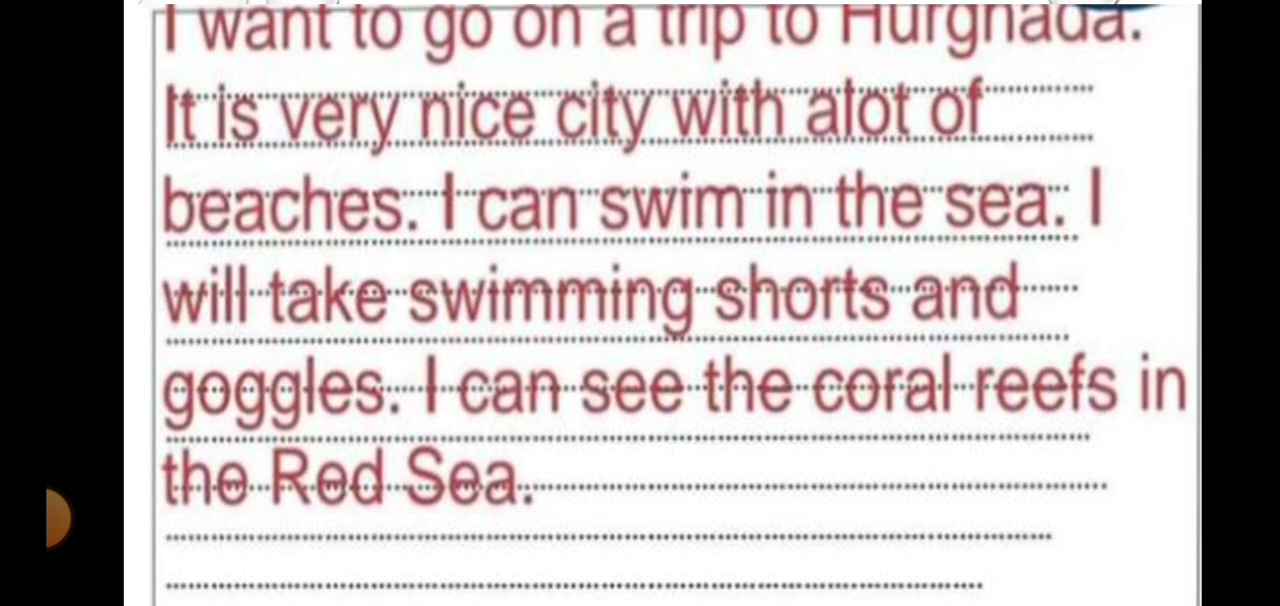 I want to go on a trip to Hurghada.
It is very nice city with alot of
beaches. I can swim in the sea. I
will take swimming shorts and
goggles. I can see the coral reefs in
the Red Sea.